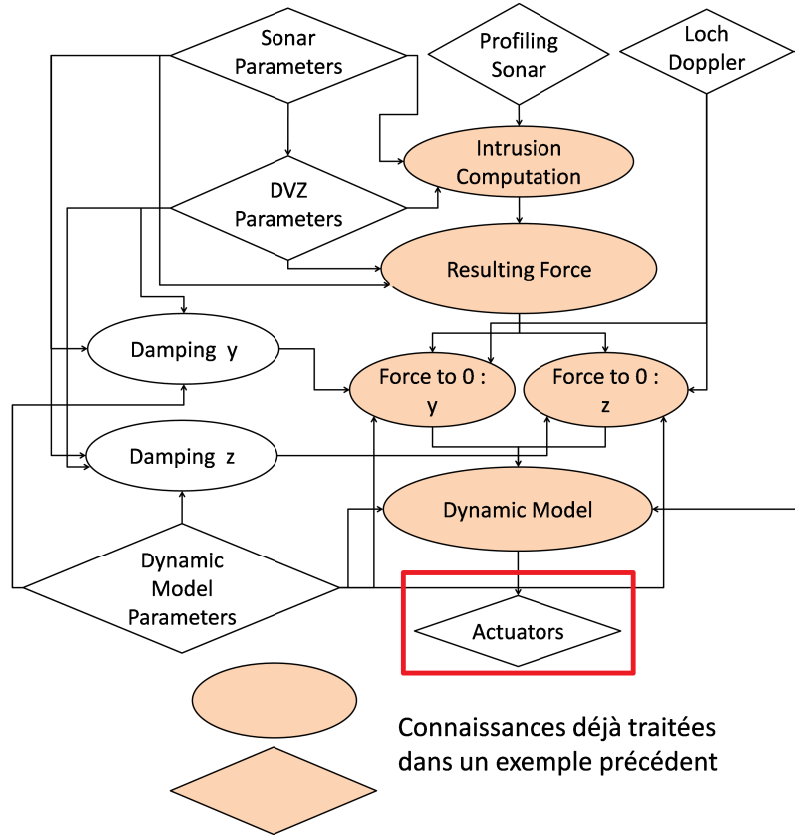 Sonar
Parameters
Profiling
Sonar
Loch
Doppler
Intrusion
Computation
DVZ
Parameters
Resulting Force
Damping y
Force to 0 :
y
Force to 0 :
z
Damping z
Dynamic Model
Dynamic
Model
Parameters
Actuators
Connaissances déjà traitées
dans un exemple précédent